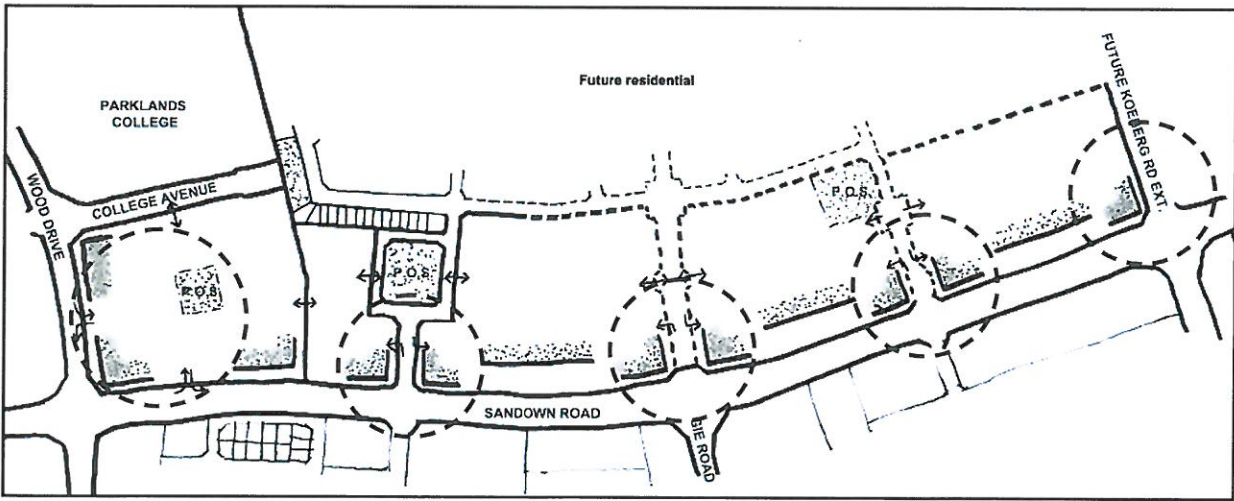 Future residential
PARKLANDS
COLLEGE
FUTURE KOEBERG RD EXT.
WOOD DRIVE
COLLEGE AVENUE
P.O.S.
P.O.S
P.O.S
SANDOWN ROAD
GIE ROAD